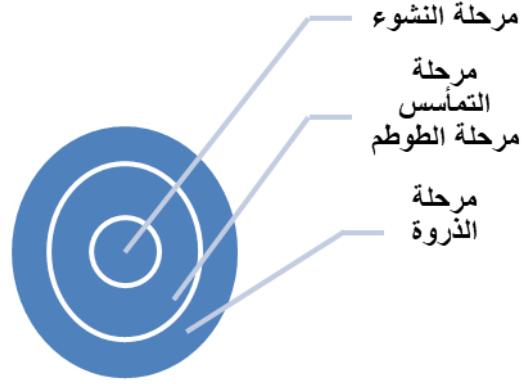 مرحلة النشوء
مرحلة
التمأسس
مرحلة الطوطم
مرحلة
الذروة